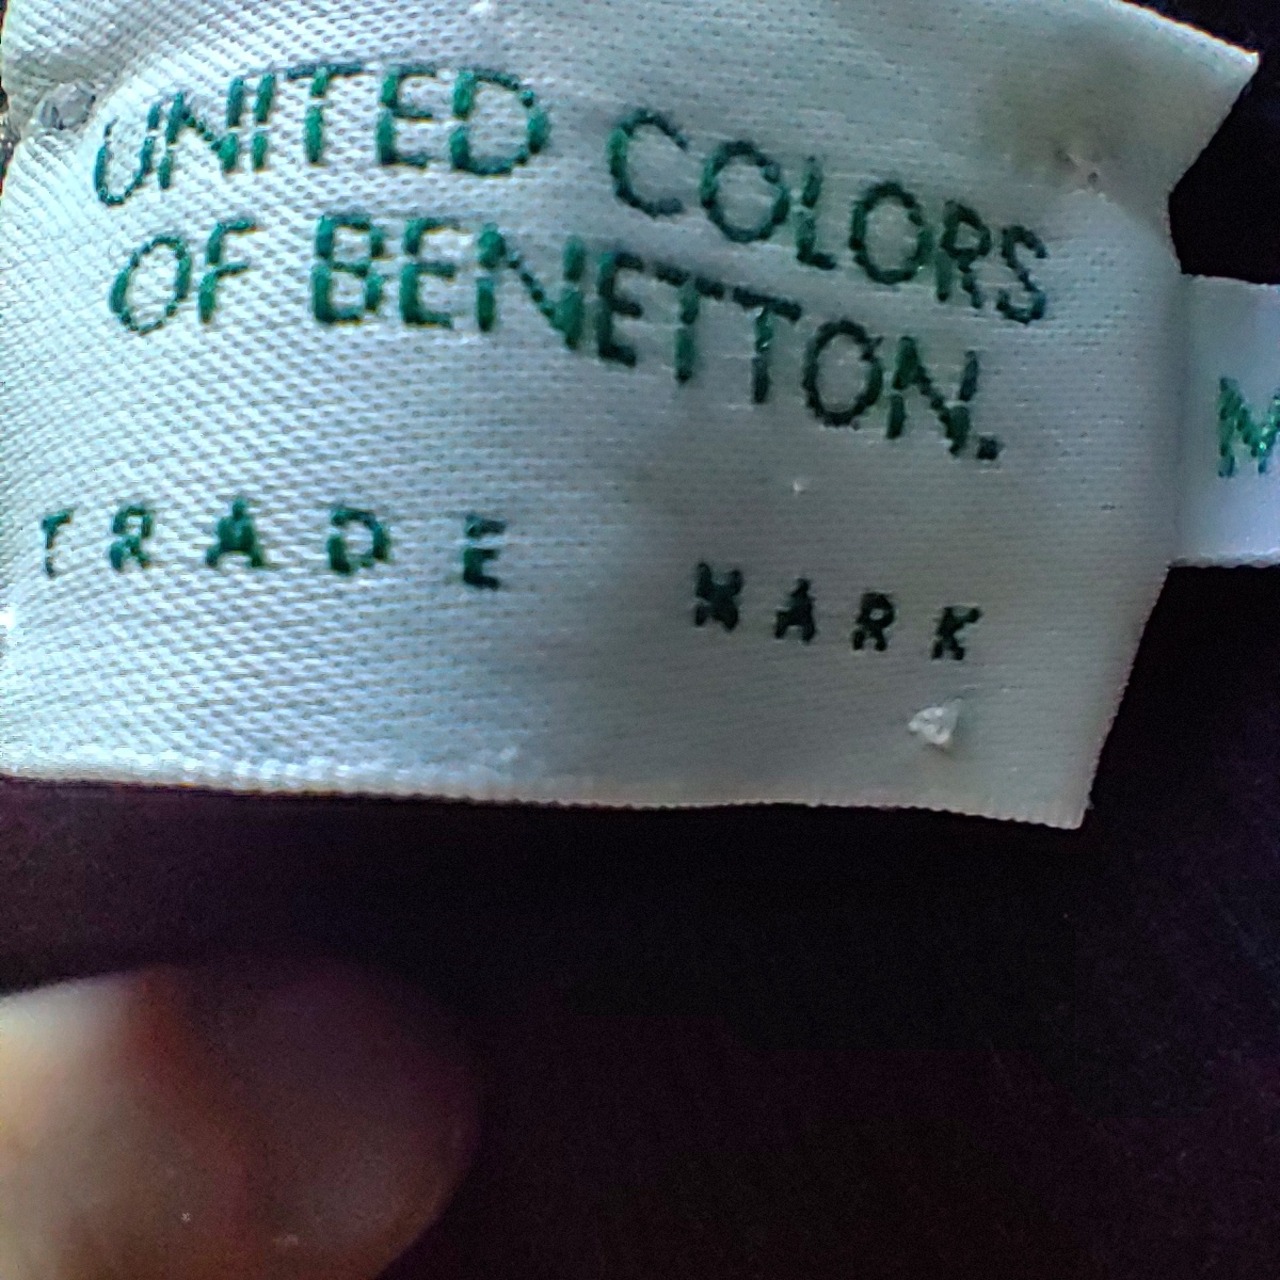 UNITED COLORS
OF BENETTON.
TRADE MARK
M